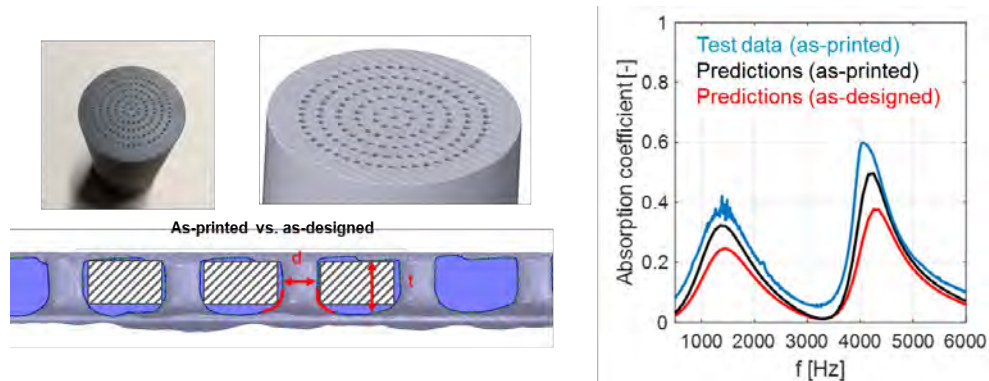 As-printed vs. as-designed
d
t
Test data (as-printed)
Predictions (as-printed)
Predictions (as-designed)
Absorption coefficient [-]
1
0.8
0.6
0.4
0.2
0
1000 2000 3000 4000 5000 6000
f [Hz]